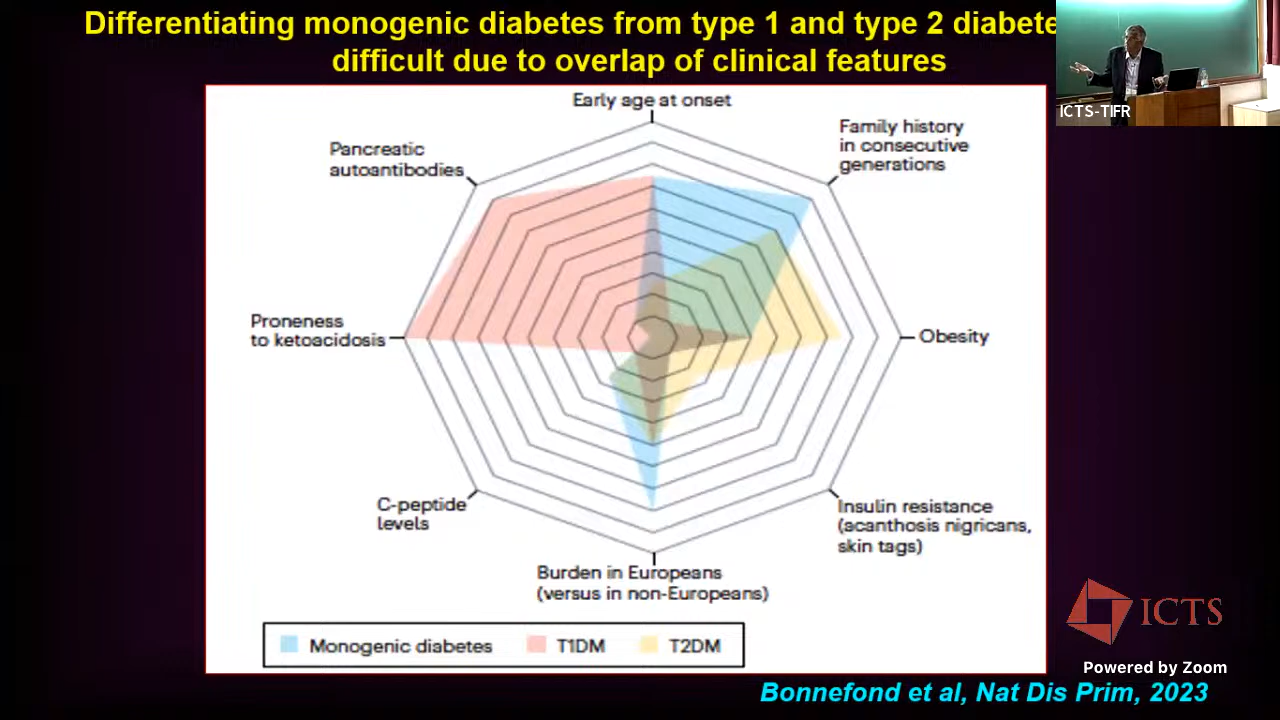 Differentiating monogenic diabetes from type 1 and type 2 diabete
difficult due to overlap of clinical features
ICTS-TIFR
Early age at onset
Family history
in consecutive
generations
Pancreatic
autoantibodies
Proneness
to ketoacidosis
Obesity
C-peptide
levels
Insulin resistance
(acanthosis nigricans,
skin tags)
Burden in Europeans
(versus in non-Europeans)
Monogenic diabetes T1DM T2DM
ICTS
Powered by Zoom
Bonnefond et al, Nat Dis Prim, 2023